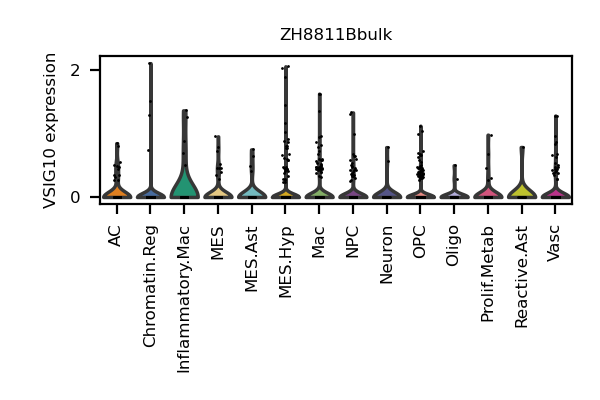 ZH8811Bbulk
VSIG10 expression
2
0
AC
Chromatin.Reg
Inflammatory.Mac
MES
MES.Ast
MES.Hyp
Mac
NPC
Neuron
OPC
Oligo
Prolif.Metab
Reactive.Ast
Vasc